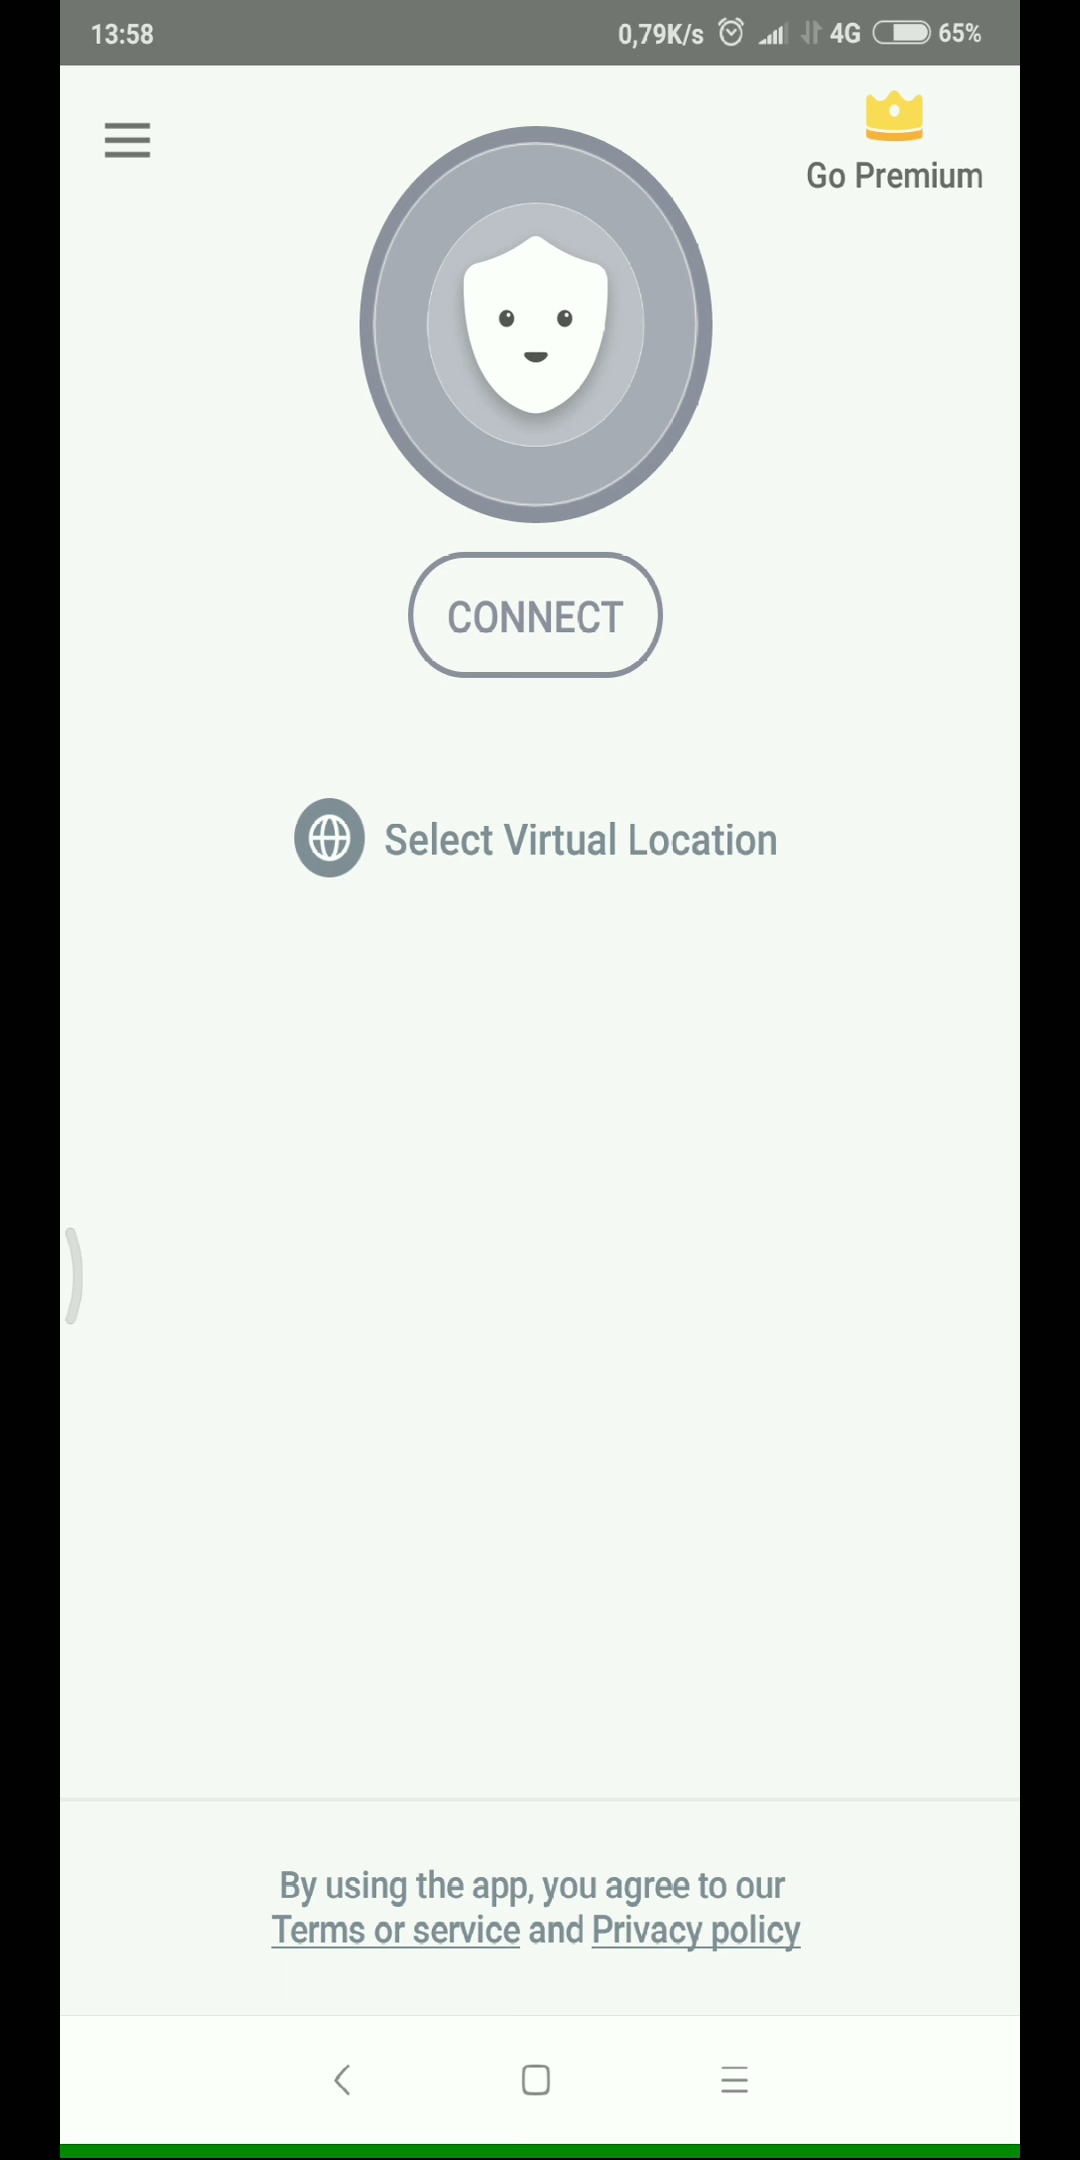 13:58
0,79K/s 4G 65%
Go Premium
CONNECT
Select Virtual Location
By using the app, you agree to our
Terms or service and Privacy policy